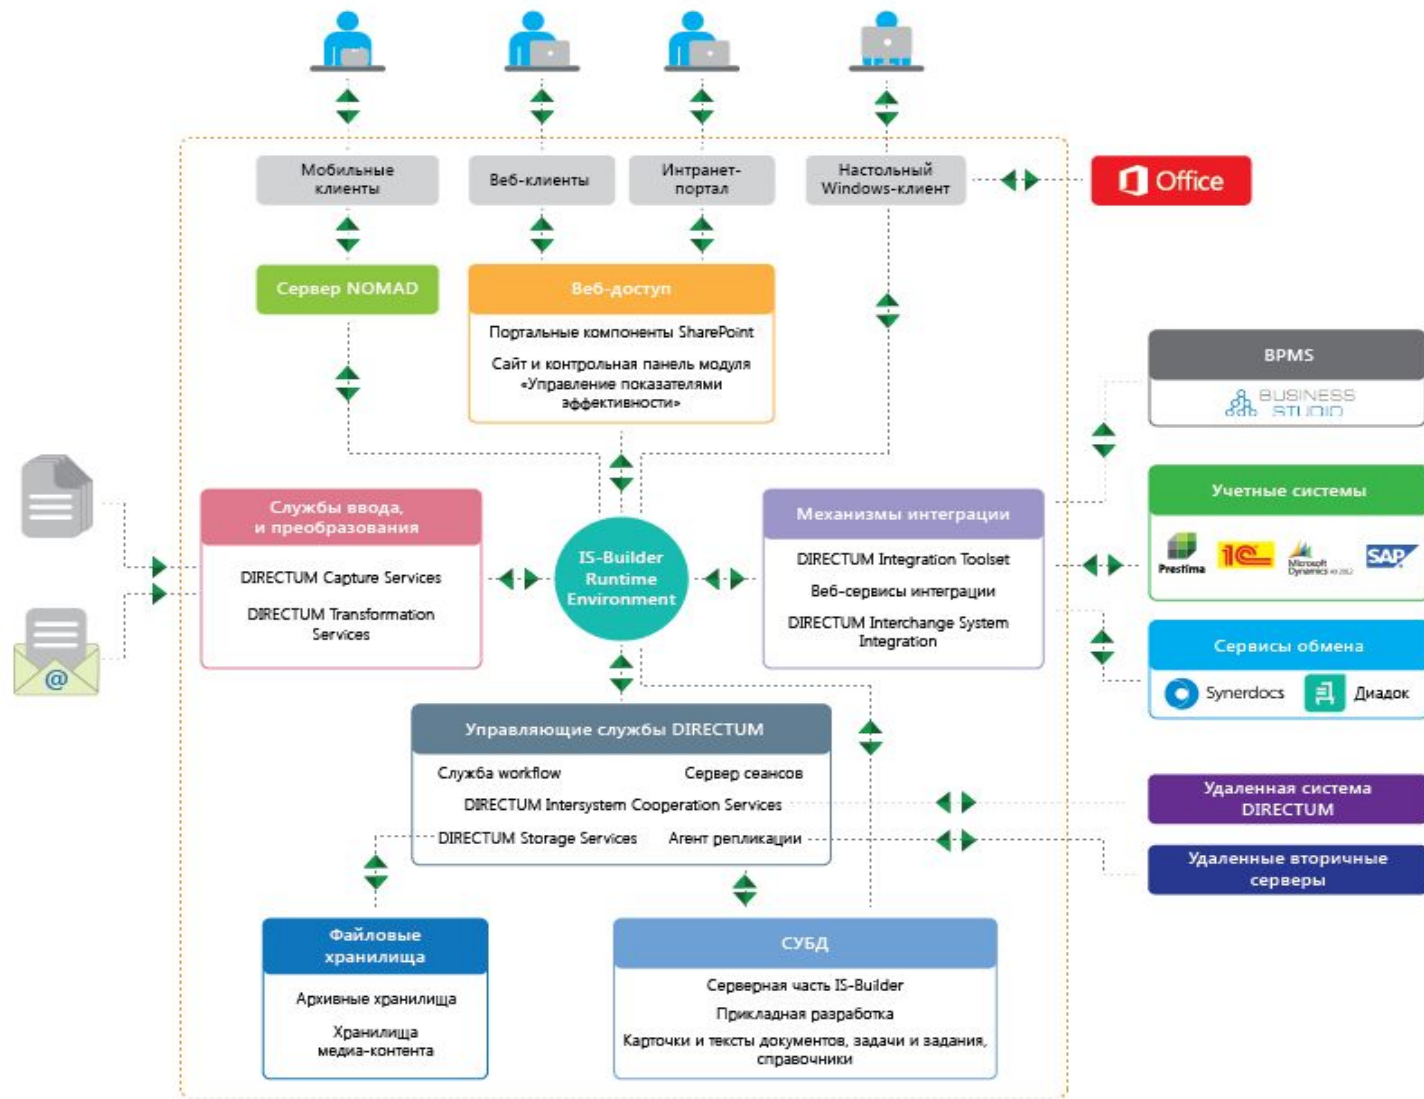 Мобильные
клиенты
Веб-клиенты
Интранет-
портал
Настольный
Windows-клиент
Office
Сервер NOMAD
Веб-доступ
Портальные компоненты SharePoint
Сайт и контрольная панель модуля
«Управление показателями
эффективности»
BPMS
BUSINESS
STUDIO
Службы ввода,
и преобразования
DIRECTUM Capture Services
DIRECTUM Transformation
Services
IS-Builder
Runtime
Environment
Механизмы интеграции
DIRECTUM Integration Toolset
Веб-сервисы интеграции
DIRECTUM Interchange System
Integration
Учетные системы
Prestima
1С
Microsoft
Dynamics AX 2012
SAP
@
Сервисы обмена
Synerdocs
Диадок
Управляющие службы DIRECTUM
Служба workflow
Сервер сеансов
DIRECTUM Intersystem Cooperation Services
DIRECTUM Storage Services
Агент репликации
Удаленная система
DIRECTUM
Удаленные вторичные
серверы
Файловые
хранилища
Архивные хранилища
Хранилища
медиа-контента
СУБД
Серверная часть IS-Builder
Прикладная разработка
Карточки и тексты документов, задачи и задания,
справочники